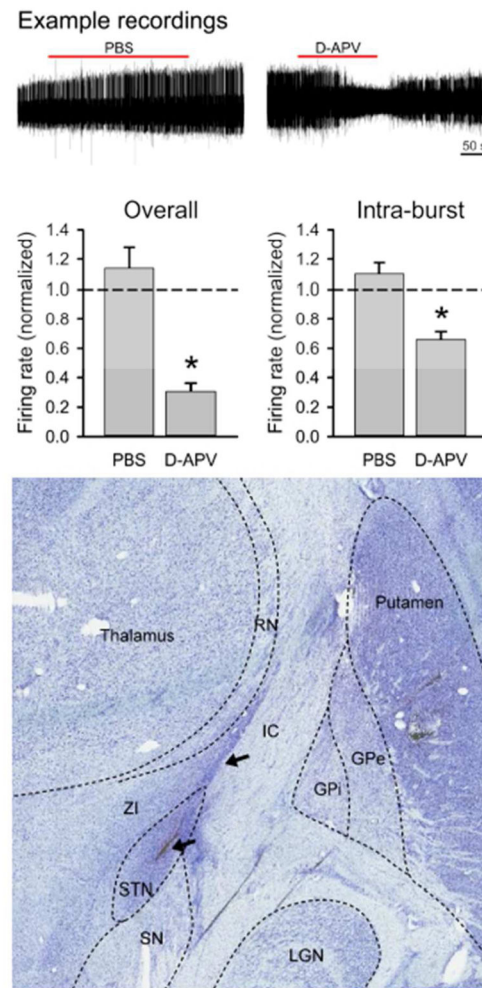 Example recordings
PBS
D-APV
50 s
Overall
Intra-burst
Firing rate (normalized)
1.4
1.2
1.0
0.8
0.6
0.4
0.2
0.0
*
PBS D-APV
Firing rate (normalized)
1.4
1.2
1.0
0.8
0.6
0.4
0.2
0.0
*
PBS D-APV
Putamen
RN
Thalamus
IC
GPe
GPi
ZI
STN
SN
LGN